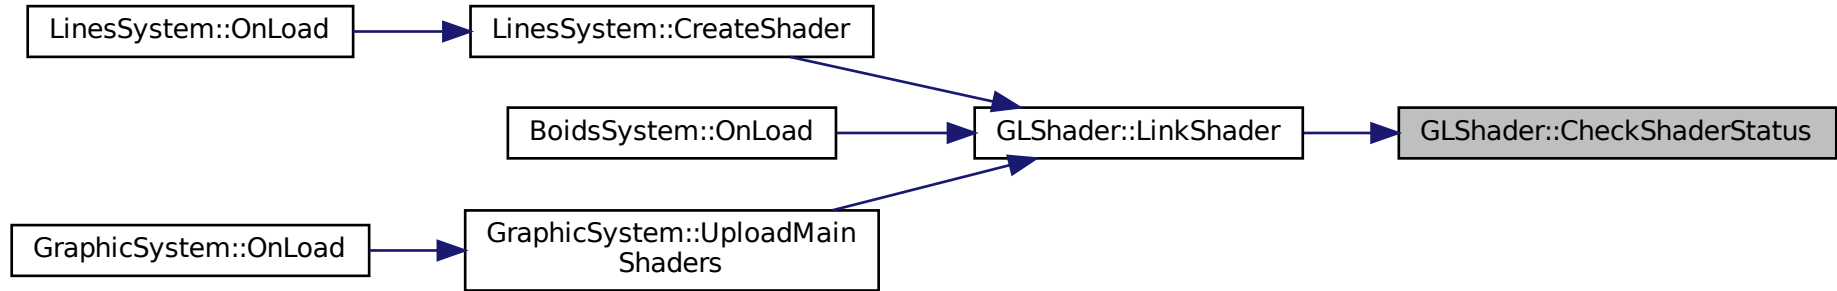 LinesSystem::OnLoad
LinesSystem::CreateShader
BoidsSystem::OnLoad
GLShader::LinkShader
GLShader::CheckShaderStatus
GraphicSystem::OnLoad
GraphicSystem::UploadMain
Shaders